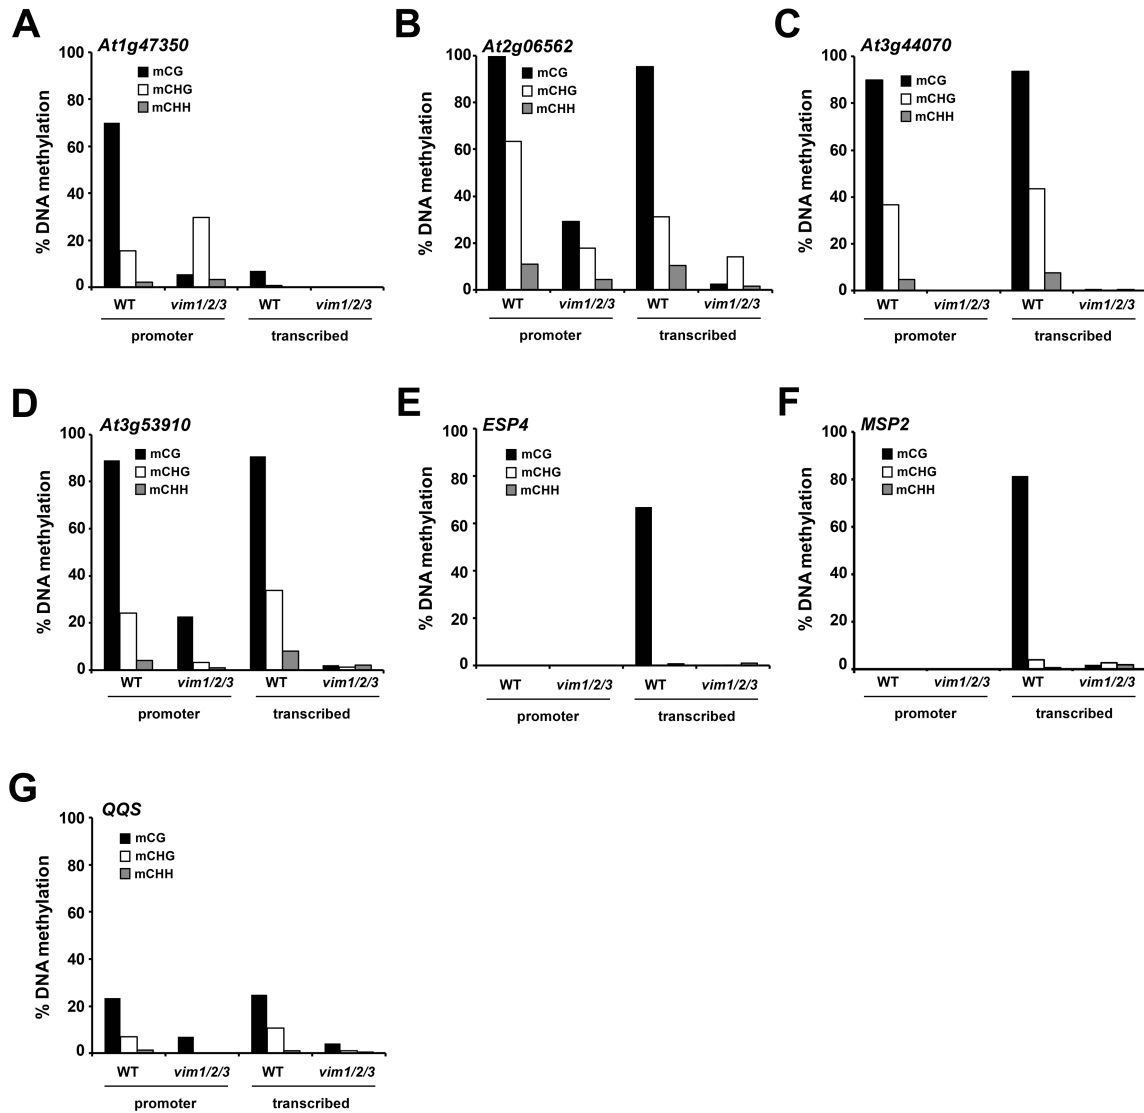 A
At1g47350
100
80
60
40
20
0
% DNA methylation
mCG
mCHG
mCHH
WT vim1/2/3 WT vim1/2/3
promoter transcribed
B
At2g06562
100
80
60
40
20
0
% DNA methylation
mCG
mCHG
mCHH
WT vim1/2/3 WT vim1/2/3
promoter transcribed
C
At3g44070
100
80
60
40
20
0
% DNA methylation
mCG
mCHG
mCHH
WT vim1/2/3 WT vim1/2/3
promoter transcribed
D
At3g53910
100
80
60
40
20
0
% DNA methylation
mCG
mCHG
mCHH
WT vim1/2/3 WT vim1/2/3
promoter transcribed
E
ESP4
100
80
60
40
20
0
% DNA methylation
mCG
mCHG
mCHH
WT vim1/2/3 WT vim1/2/3
promoter transcribed
F
MSP2
100
80
60
40
20
0
% DNA methylation
mCG
mCHG
mCHH
WT vim1/2/3 WT vim1/2/3
promoter transcribed
G
QQS
100
80
60
40
20
0
% DNA methylation
mCG
mCHG
mCHH
WT vim1/2/3 WT vim1/2/3
promoter transcribed